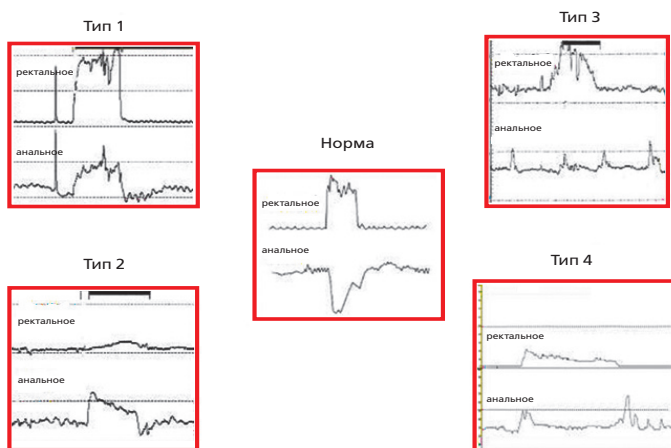 Тип 1
ректальное
анальное
Тип 3
ректальное
анальное
Норма
ректальное
анальное
Тип 2
ректальное
анальное
Тип 4
ректальное
анальное